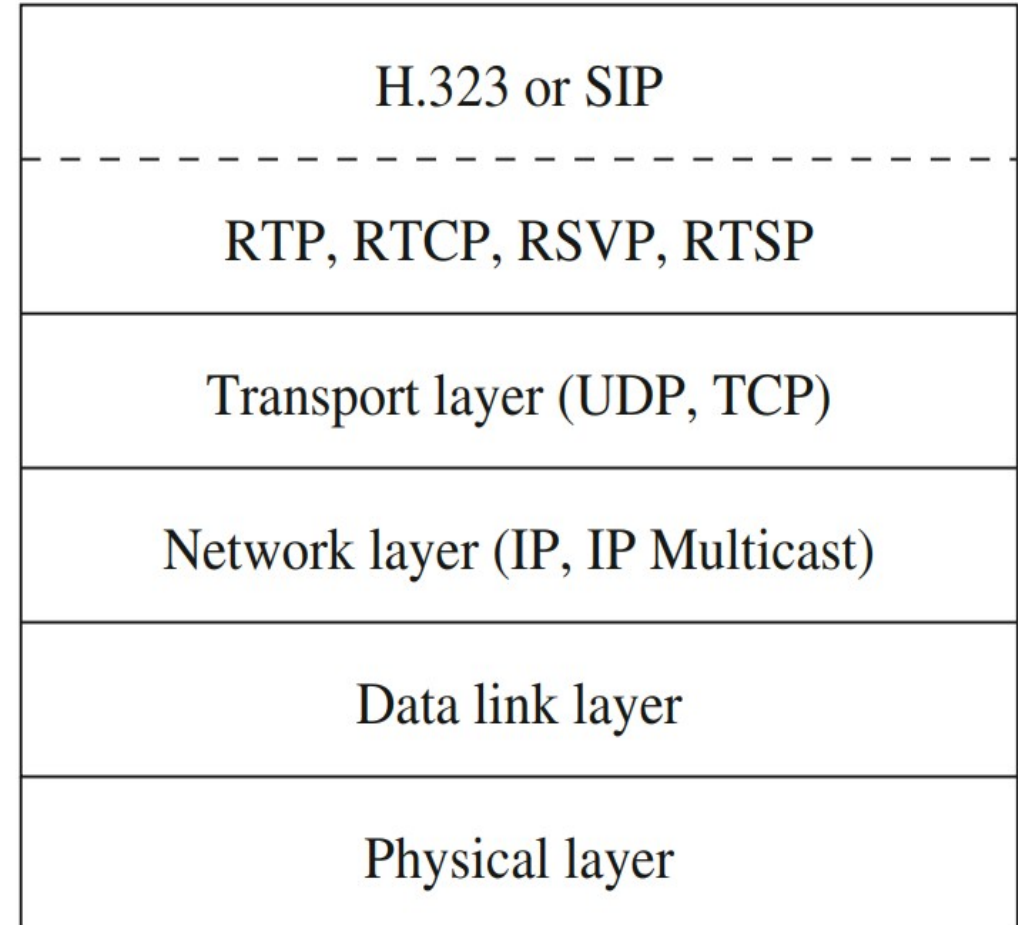 H.323 or SIP
RTP, RTCP, RSVP, RTSP
Transport layer (UDP, TCP)
Network layer (IP, IP Multicast)
Data link layer
Physical layer